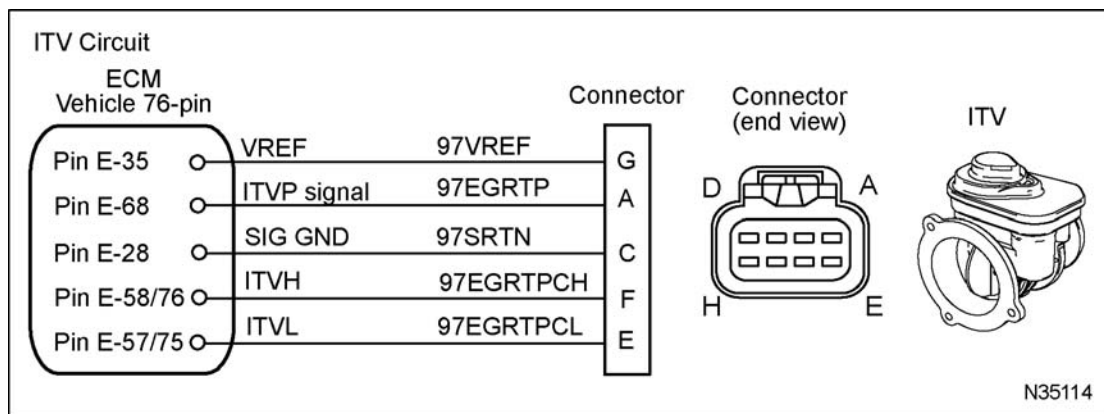 ITV Circuit
ECM
Vehicle 76-pin
Connector
Connector
(end view)
ITV
Pin E-35 VREF 97VREF G
Pin E-68 ITVP signal 97EGRTP A
Pin E-28 SIG GND 97SRTN C
Pin E-58/76 ITVH 97EGRTPCH F
Pin E-57/75 ITVL 97EGRTPCL E
D A
H E
N35114